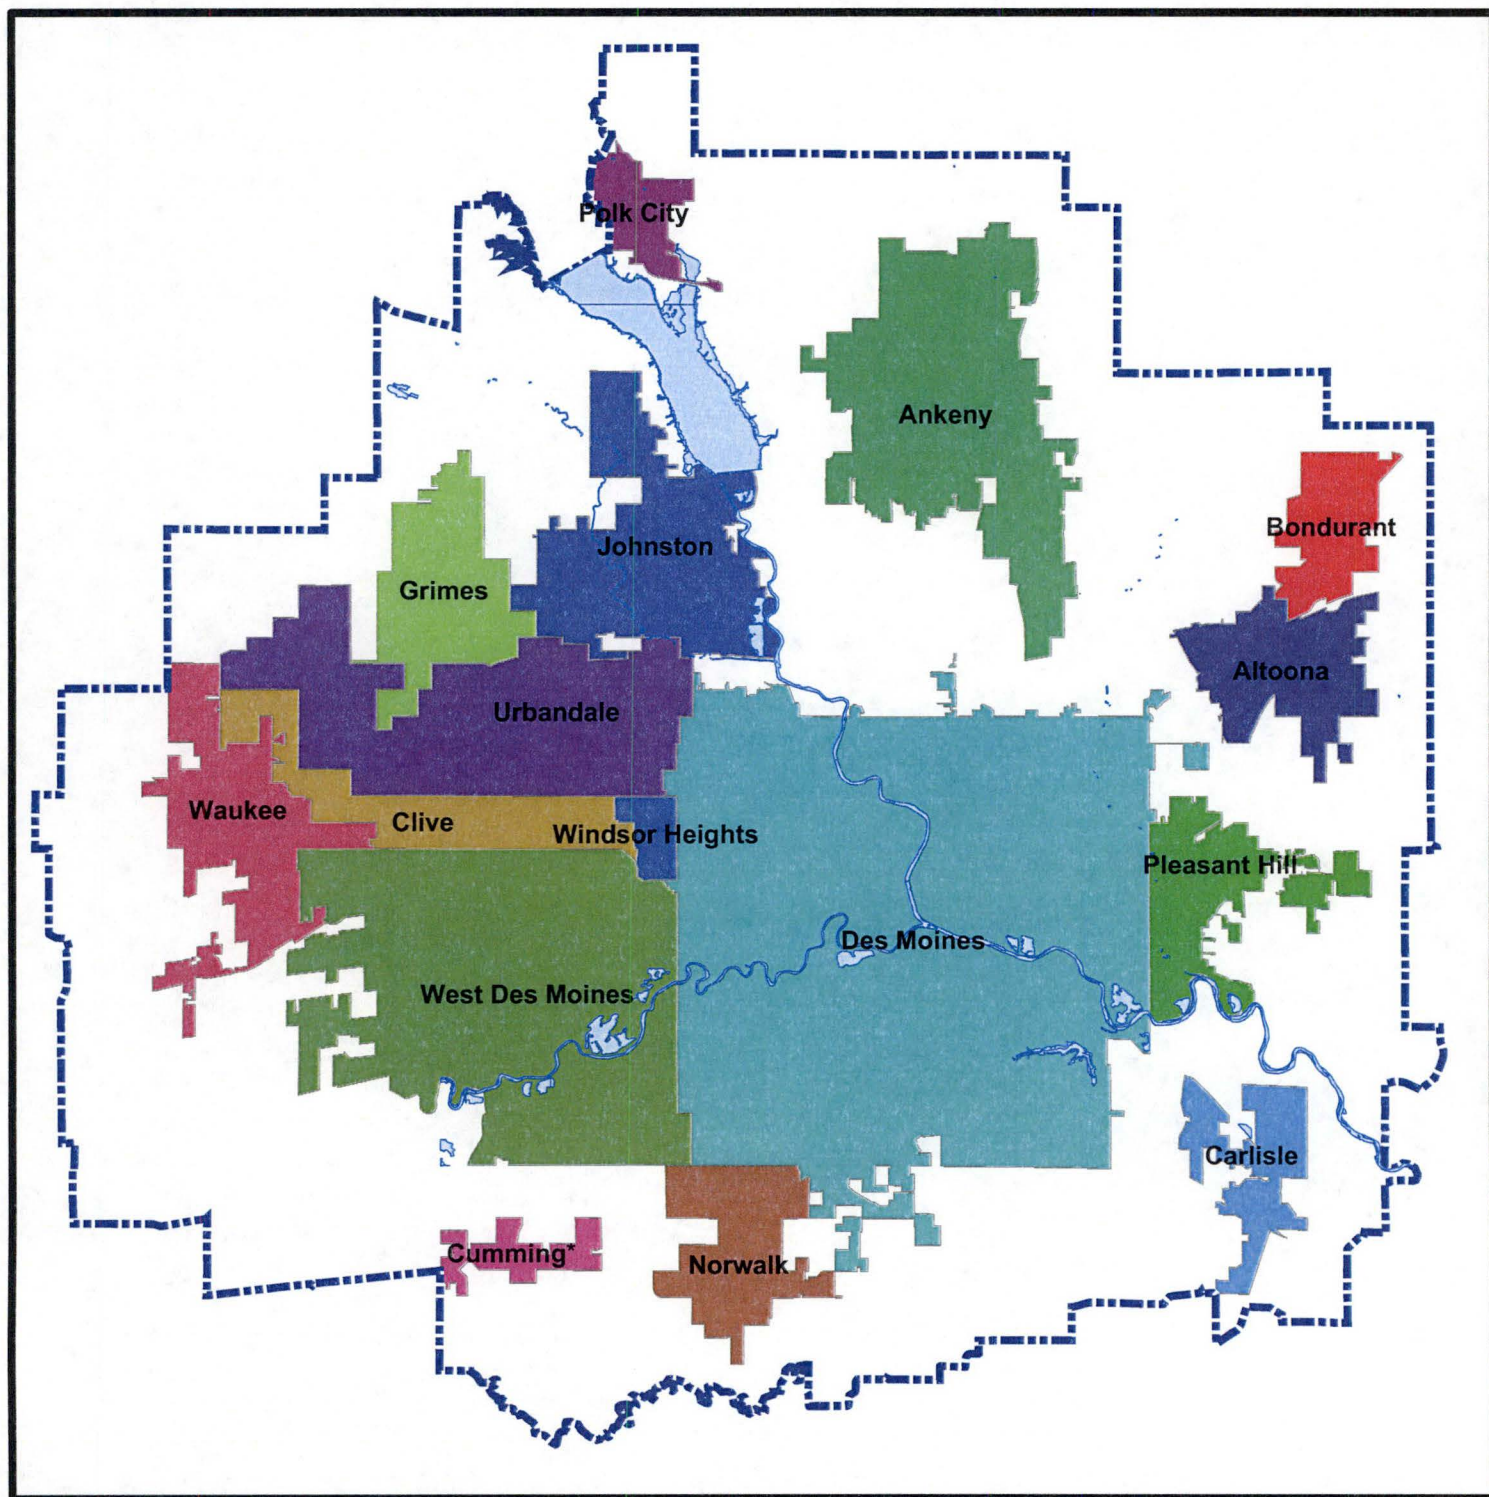 Polk City
Ankeny
Bondurant
Johnston
Grimes
Altoona
Urbandale
Waukee
Clive
Windsor Heights
Pleasant Hill
Des Moines
West Des Moines
Carlisle
Cumming*
Norwalk